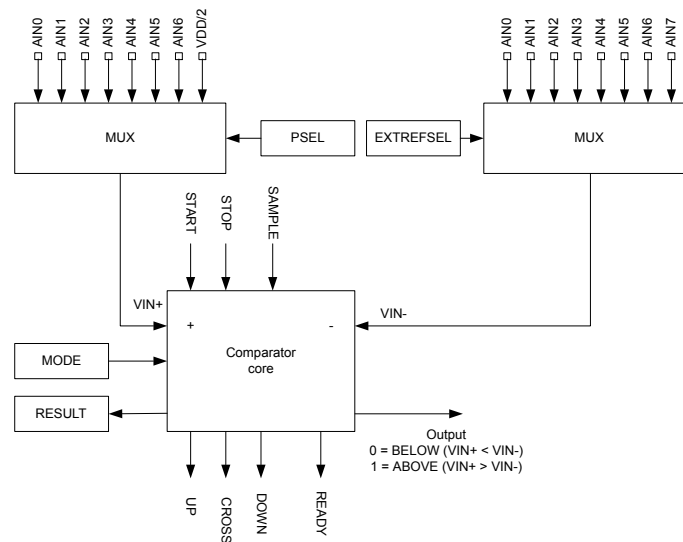 AIN0
AIN1
AIN2
AIN3
AIN4
AIN5
AIN6
VDD/2
AIN0
AIN1
AIN2
AIN3
AIN4
AIN5
AIN6
AIN7
MUX
PSEL
EXTREFSEL
MUX
START
STOP
SAMPLE
VIN+
VIN-
+
-
Comparator
core
MODE
RESULT
Output
0 = BELOW (VIN+ < VIN-)
1 = ABOVE (VIN+ > VIN-)
UP
CROSS
DOWN
READY